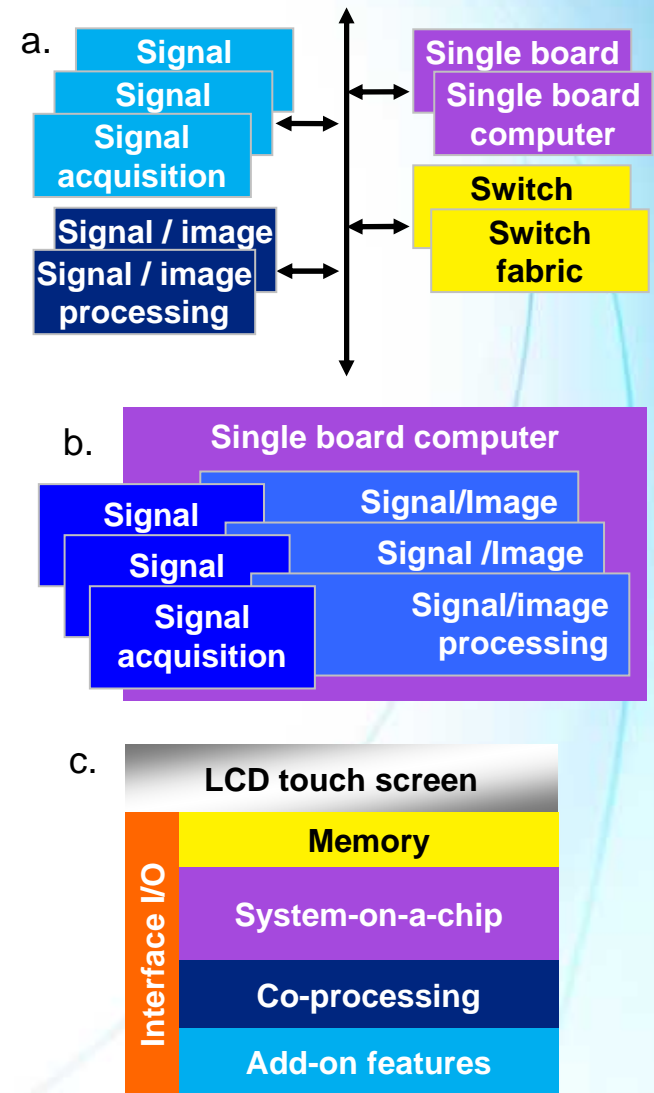 a.
Signal
Signal
Signal
acquisition
Signal / image
Signal / image
processing
Single board
Single board
computer
Switch
Switch
fabric
b.
Single board computer
Signal
Signal
Signal
acquisition
Signal/Image
Signal /Image
Signal/image
processing
c.
LCD touch screen
Interface I/O
Memory
System-on-a-chip
Co-processing
Add-on features